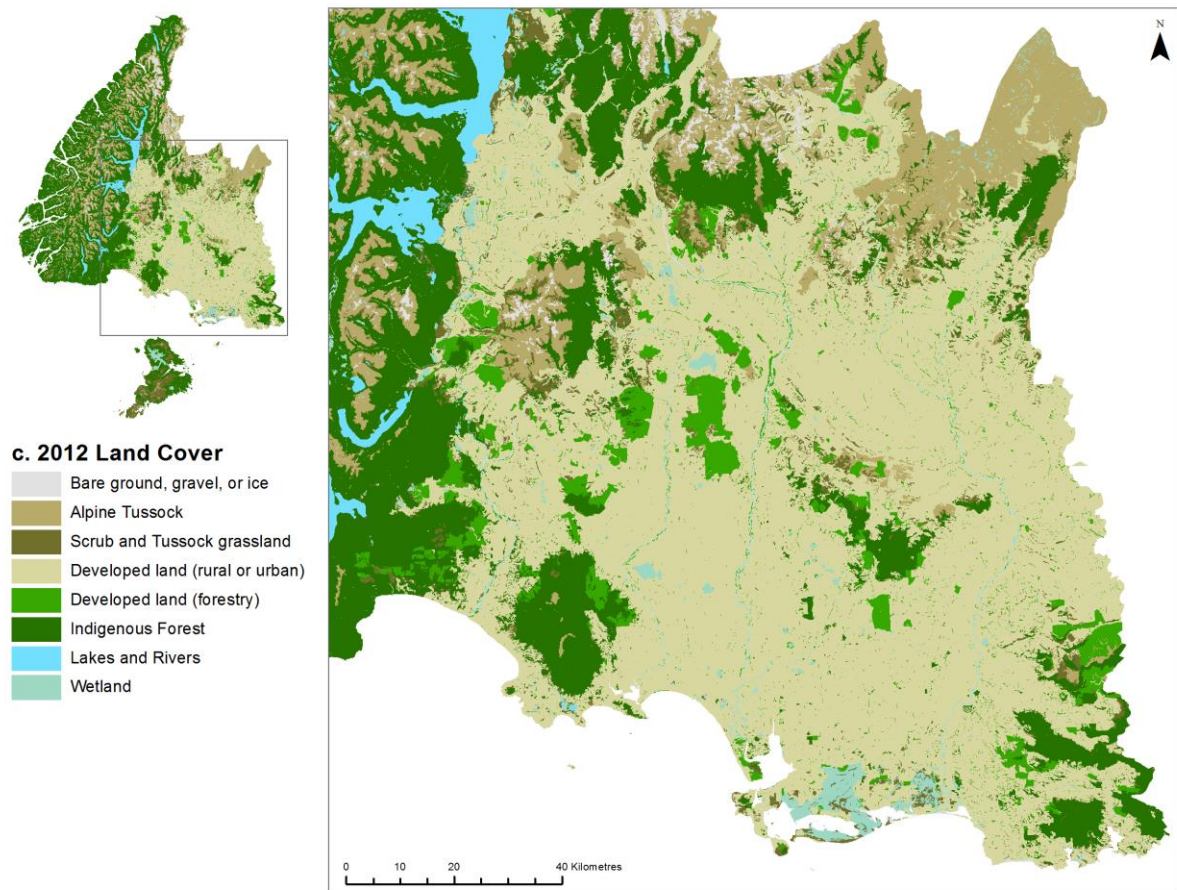 N
c. 2012 Land Cover
Bare ground, gravel, or ice
Alpine Tussock
Scrub and Tussock grassland
Developed land (rural or urban)
Developed land (forestry)
Indigenous Forest
Lakes and Rivers
Wetland
0 10 20 40 Kilometres